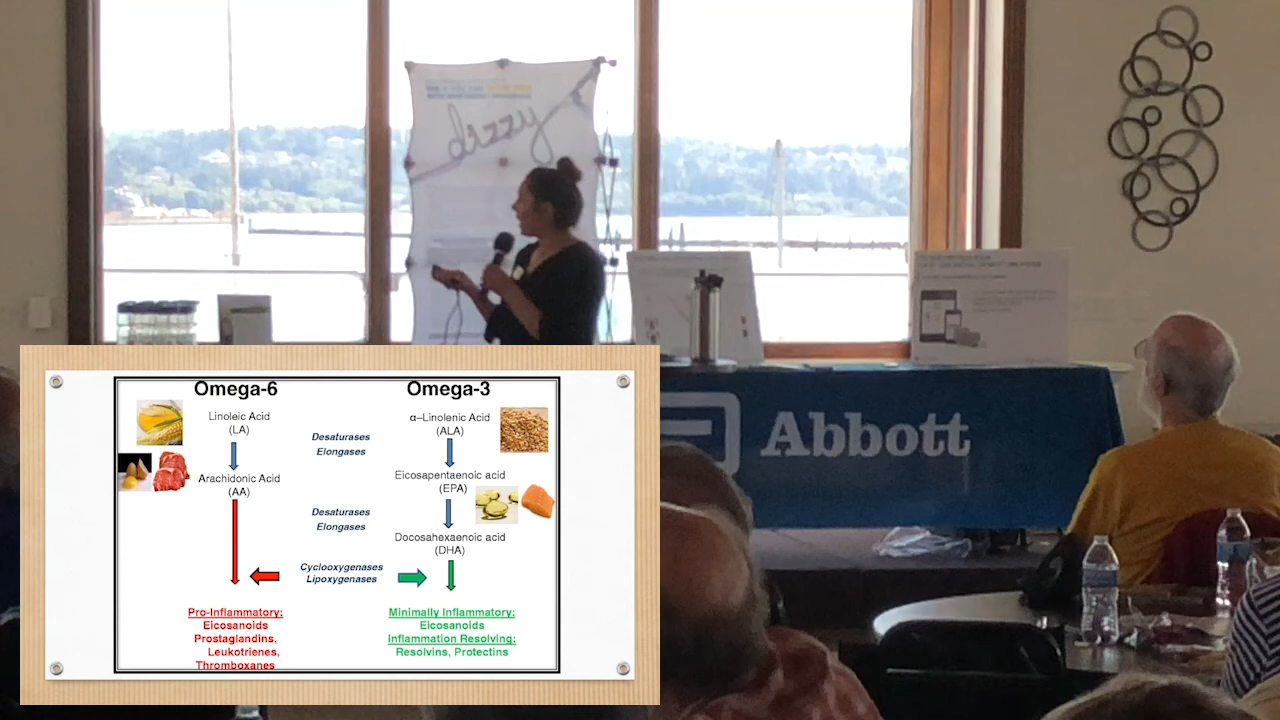 dizzy
Abbott
Omega-6
Omega-3
Linoleic Acid
(LA)
α–Linolenic Acid
(ALA)
Desaturases
Elongases
Arachidonic Acid
(AA)
Eicosapentaenoic acid
(EPA)
Desaturases
Elongases
Docosahexaenoic acid
(DHA)
Cyclooxygenases
Lipoxygenases
Pro-Inflammatory:
Eicosanoids
Prostaglandins,
Leukotrienes,
Thromboxanes
Minimally Inflammatory:
Eicosanoids
Inflammation Resolving:
Resolvins, Protectins